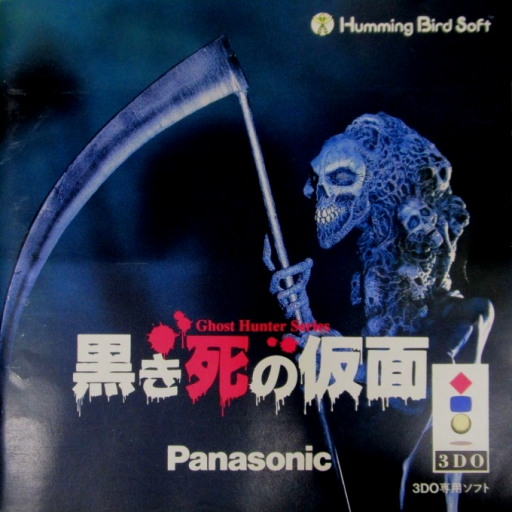 Humming Bird Soft™
Ghost Hunter Series
黒き死の仮面
Panasonic
3DO
3DO専用ソフト